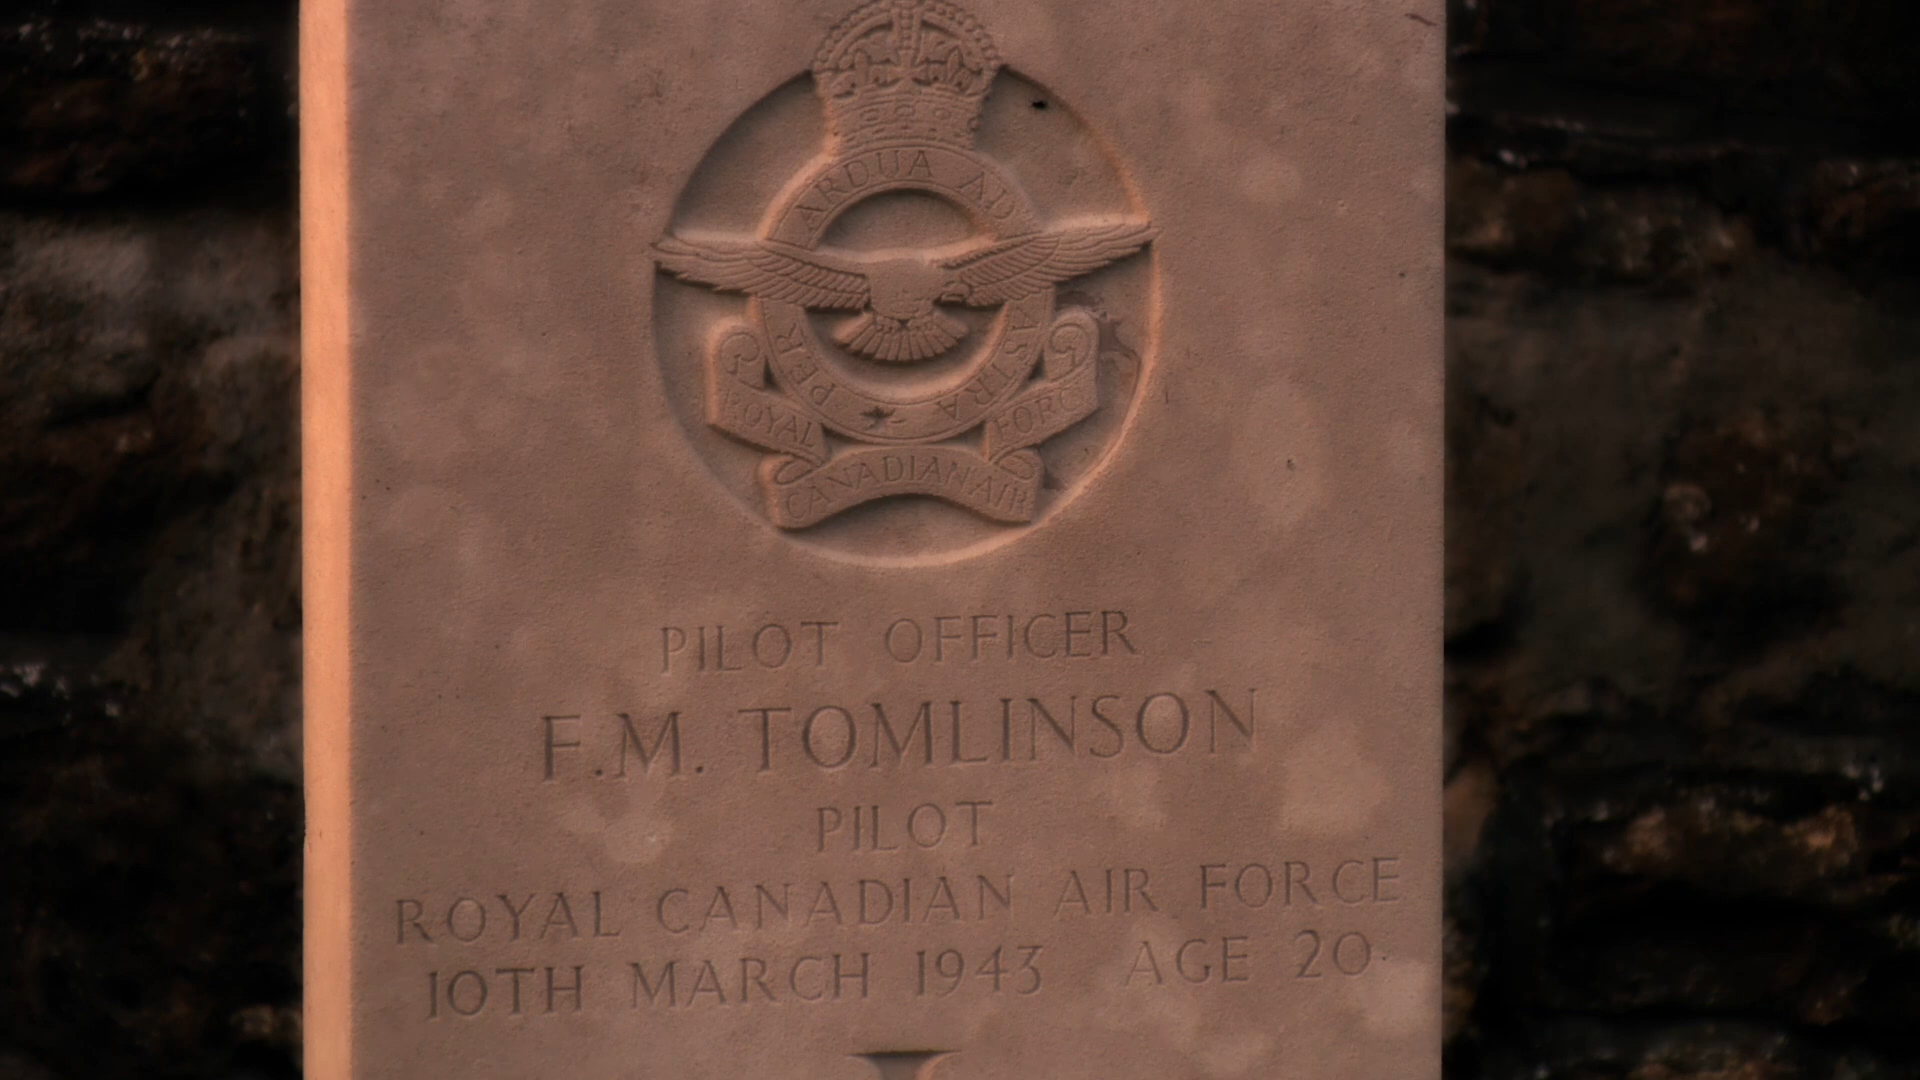 PER ARDUA AD ASTRA
ROYAL CANADIAN AIR FORCE
PILOT OFFICER
F.M. TOMLINSON
PILOT
ROYAL CANADIAN AIR FORCE
10TH MARCH 1943 AGE 20